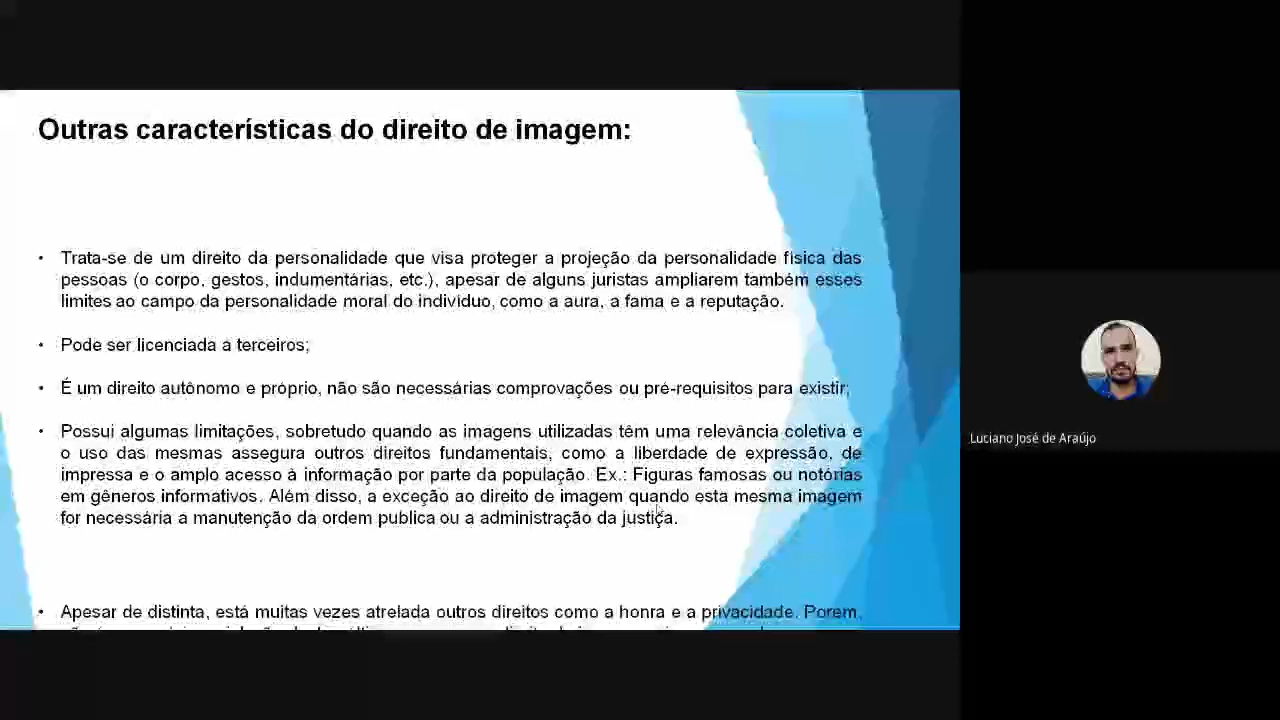 Outras características do direito de imagem:
• Trata-se de um direito da personalidade que visa proteger a projeção da personalidade física das
pessoas (o corpo, gestos, indumentárias, etc.), apesar de alguns juristas ampliarem também esses
limites ao campo da personalidade moral do indivíduo, como a aura, a fama e a reputação.
• Pode ser licenciada a terceiros;
• É um direito autônomo e próprio, não são necessárias comprovações ou pré-requisitos para existir;
• Possui algumas limitações, sobretudo quando as imagens utilizadas têm uma relevância coletiva e
o uso das mesmas assegura outros direitos fundamentais, como a liberdade de expressão, de
impressa e o amplo acesso à informação por parte da população. Ex.: Figuras famosas ou notórias
em gêneros informativos. Além disso, a exceção ao direito de imagem quando esta mesma imagem
for necessária a manutenção da ordem publica ou a administração da justiça.
• Apesar de distinta, está muitas vezes atrelada outros direitos como a honra e a privacidade. Porem,
Luciano José de Araújo